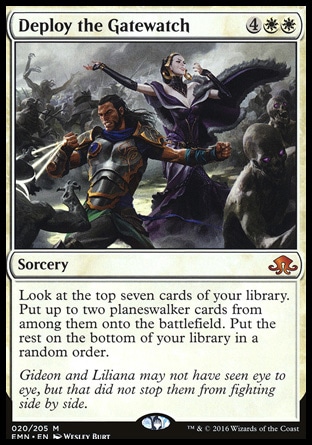 Deploy the Gatewatch 4
Sorcery
Look at the top seven cards of your library.
Put up to two planeswalker cards from
among them onto the battlefield. Put the
rest on the bottom of your library in a
random order.
Gideon and Liliana may not have seen eye to
eye, but that did not stop them from fighting
side by side.
020/205 M
EMN • EN Wesley Burt
™ & © 2016 Wizards of the Coast